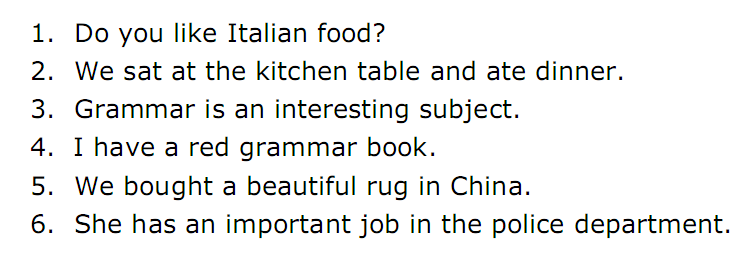 1. Do you like Italian food?
2. We sat at the kitchen table and ate dinner.
3. Grammar is an interesting subject.
4. I have a red grammar book.
5. We bought a beautiful rug in China.
6. She has an important job in the police department.